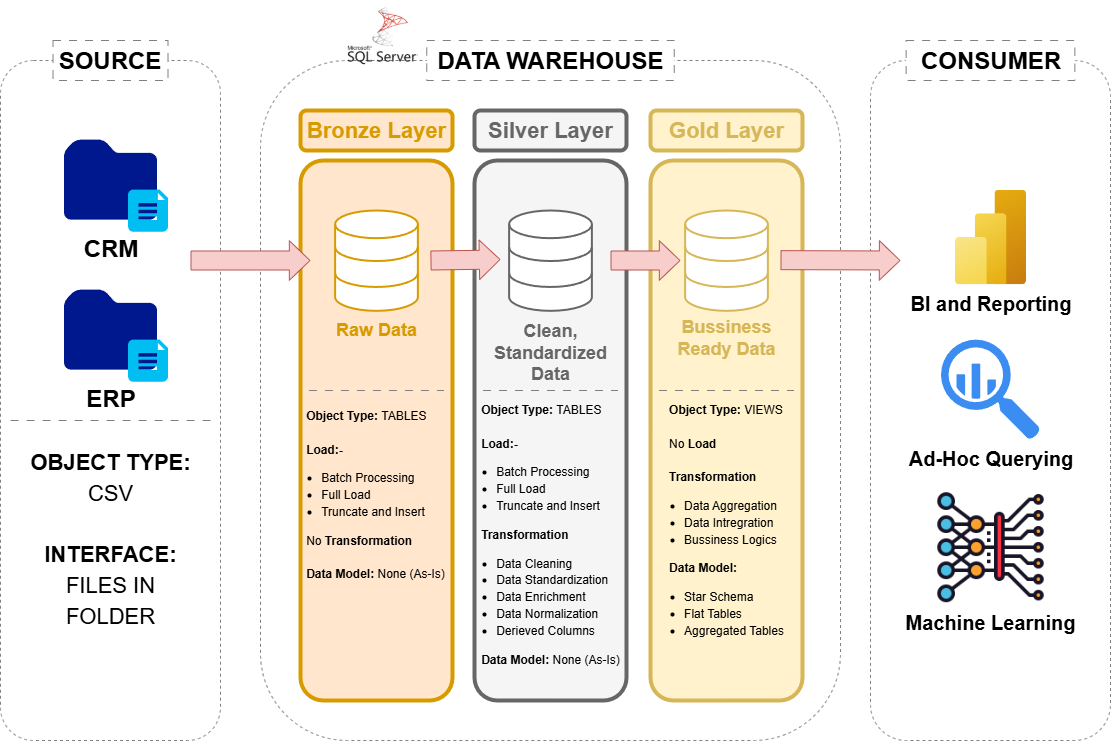 Microsoft®
SQL Server
SOURCE
DATA WAREHOUSE
CONSUMER
CRM
ERP
OBJECT TYPE:
CSV
INTERFACE:
FILES IN
FOLDER
Bronze Layer
Raw Data
Object Type: TABLES
Load:-
• Batch Processing
• Full Load
• Truncate and Insert
No Transformation
Data Model: None (As-Is)
Silver Layer
Clean,
Standardized
Data
Object Type: TABLES
Load:-
• Batch Processing
• Full Load
• Truncate and Insert
Transformation
• Data Cleaning
• Data Standardization
• Data Enrichment
• Data Normalization
• Derieved Columns
Data Model: None (As-Is)
Gold Layer
Bussiness
Ready Data
Object Type: VIEWS
No Load
Transformation
• Data Aggregation
• Data Intregration
• Bussiness Logics
Data Model:
• Star Schema
• Flat Tables
• Aggregated Tables
BI and Reporting
Ad-Hoc Querying
Machine Learning